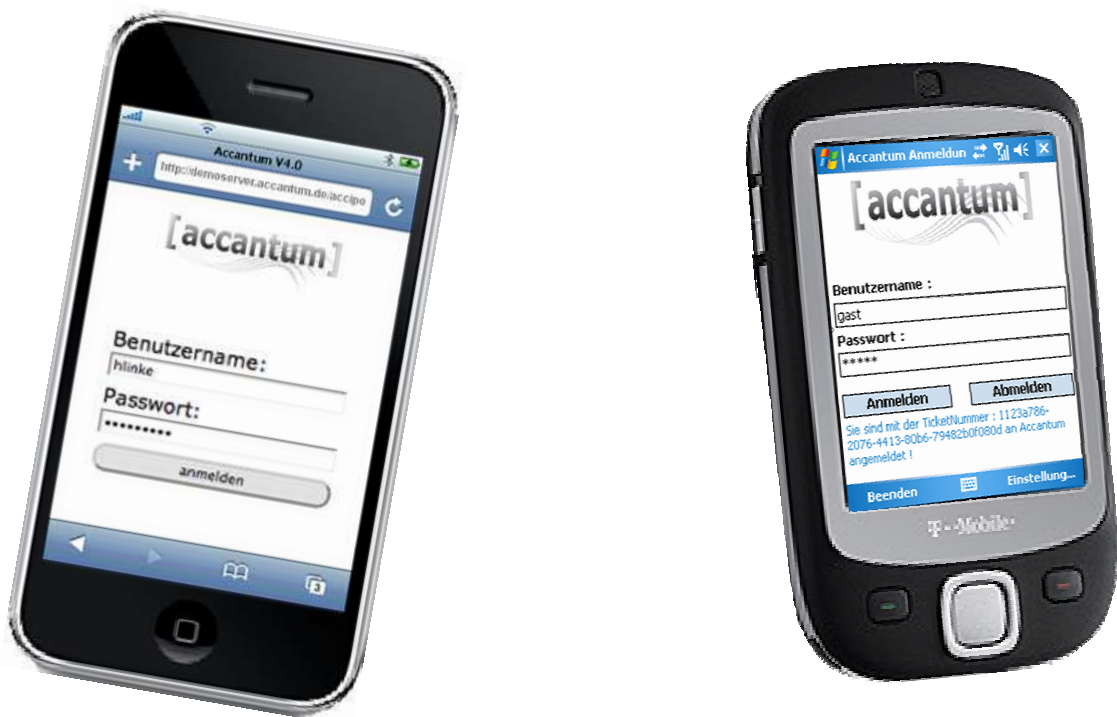 Accantum V4.0
http://demoserver.accantum.de/accipo
[accantum]
Benutzername:
hlinke
Passwort:
•••••••••
anmelden
3
Accantum Anmeldun
[accantum]
Benutzername :
gast
Passwort :
*****
Anmelden Abmelden
Sie sind mit der TicketNummer : 1123a786-
2076-4413-80b6-79482b0f080d an Accantum
angemeldet !
Beenden Einstellung...
T--Mobile-